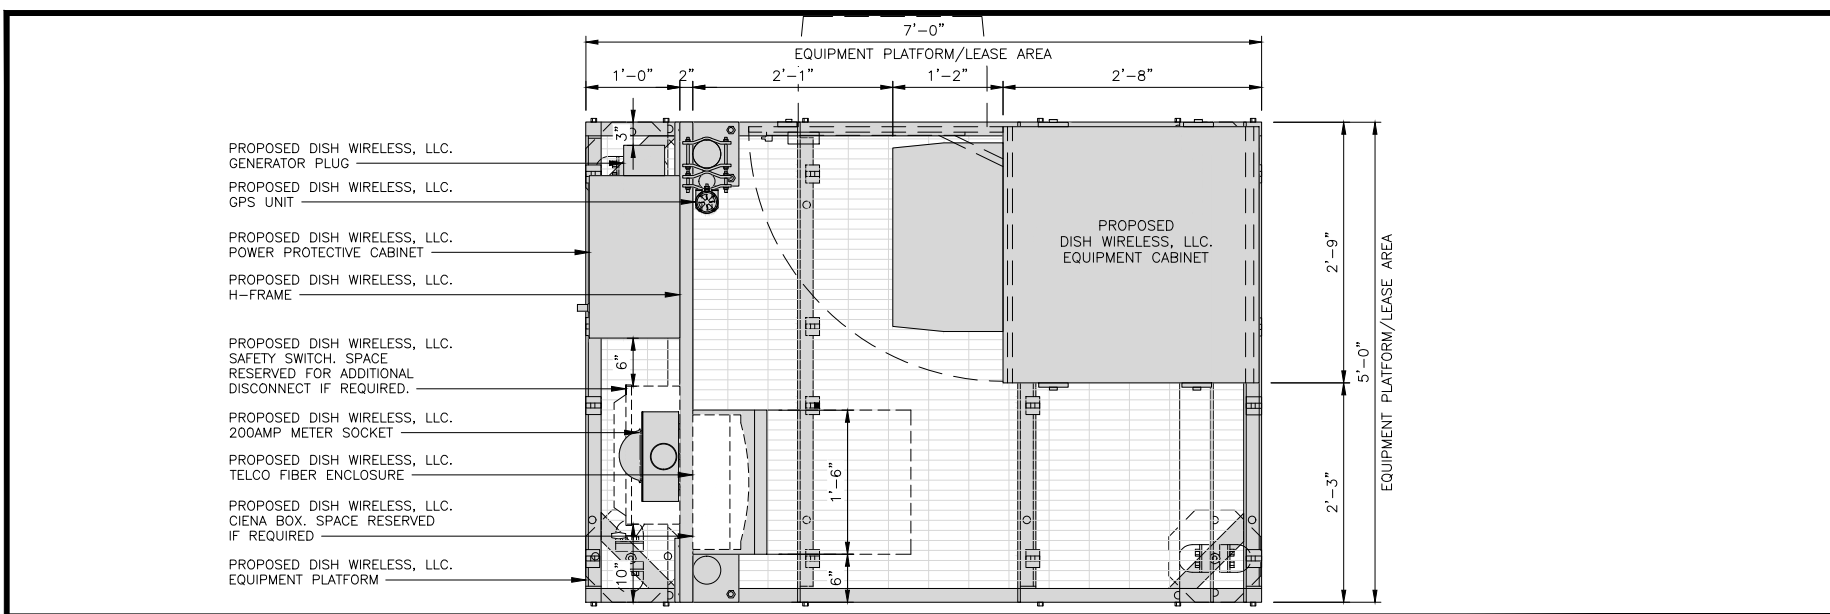 7'-0"
EQUIPMENT PLATFORM/LEASE AREA
1'-0"
2"
2'-1"
1'-2"
2'-8"
3"
PROPOSED DISH WIRELESS, LLC.
GENERATOR PLUG
PROPOSED DISH WIRELESS, LLC.
GPS UNIT
PROPOSED DISH WIRELESS, LLC.
POWER PROTECTIVE CABINET
PROPOSED DISH WIRELESS, LLC.
H-FRAME
PROPOSED DISH WIRELESS, LLC.
SAFETY SWITCH. SPACE
RESERVED FOR ADDITIONAL
DISCONNECT IF REQUIRED.
PROPOSED DISH WIRELESS, LLC.
200AMP METER SOCKET
PROPOSED DISH WIRELESS, LLC.
TELCO FIBER ENCLOSURE
PROPOSED DISH WIRELESS, LLC.
CIENA BOX. SPACE RESERVED
IF REQUIRED
PROPOSED DISH WIRELESS, LLC.
EQUIPMENT PLATFORM
6"
10"
1'-6"
6"
PROPOSED
DISH WIRELESS, LLC.
EQUIPMENT CABINET
2'-9"
2'-3"
5'-0"
EQUIPMENT PLATFORM/LEASE AREA